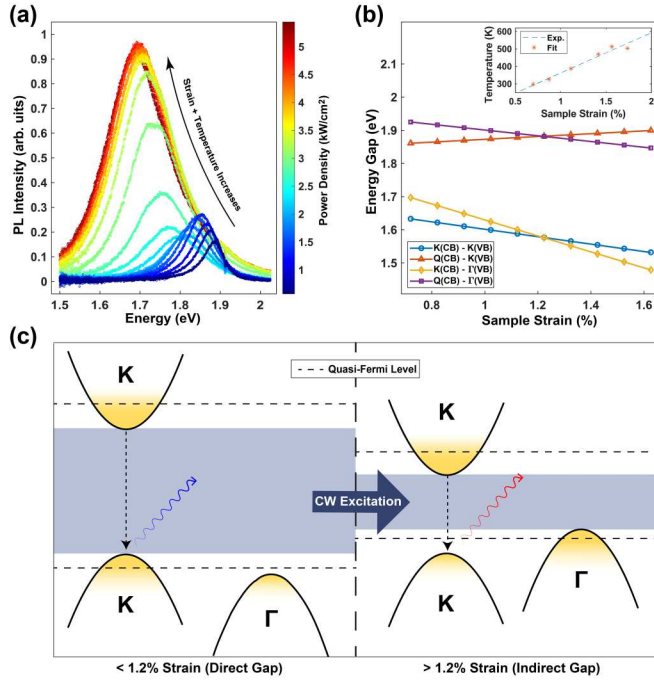 (a)
PL Intensity (arb. uits)
1
0.9
0.8
0.7
0.6
0.5
0.4
0.3
0.2
0.1
0
1.5
1.6
1.7
1.8
1.9
2
Energy (eV)
Strain + Temperature Increases
5
4.5
4
3.5
3
2.5
2
1.5
1
Power Density (kW/cm²)
(b)
Energy Gap (eV)
2.1
2
1.9
1.8
1.7
1.6
1.5
1.4
0.8
1
1.2
1.4
1.6
Sample Strain (%)
K(CB) - K(VB)
Q(CB) - K(VB)
K(CB) - Γ(VB)
Q(CB) - Γ(VB)
Temperature (K)
600
500
400
300
Exp.
Fit
0.5
1
1.5
2
Sample Strain (%)
(c)
Quasi-Fermi Level
K
K
Γ
CW Excitation
K
K
Γ
< 1.2% Strain (Direct Gap)
> 1.2% Strain (Indirect Gap)